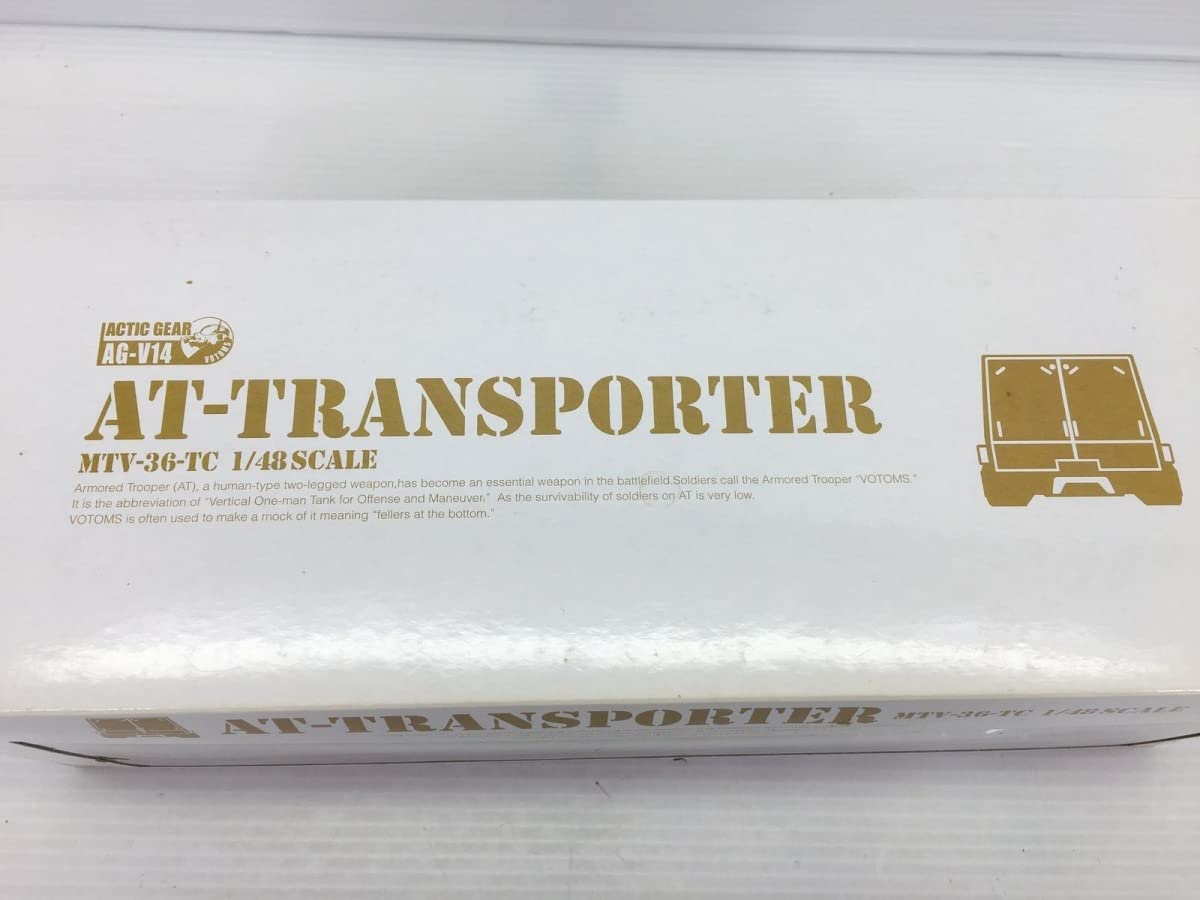 ACTIC GEAR
AG-V14
VOTOMS
AT-TRANSPORTER
MTV-36-TC 1/48 SCALE
Armored Trooper (AT), a human-type two-legged weapon,has become an essential weapon in the battlefield.Soldiers call the Armored Trooper "VOTOMS."
It is the abbreviation of "Vertical One-man Tank for Offense and Maneuver." As the survivability of soldiers on AT is very low.
VOTOMS is often used to make a mock of it meaning "fellers at the bottom."
AT-TRANSPORTER MTV-36-TC 1/48 SCALE